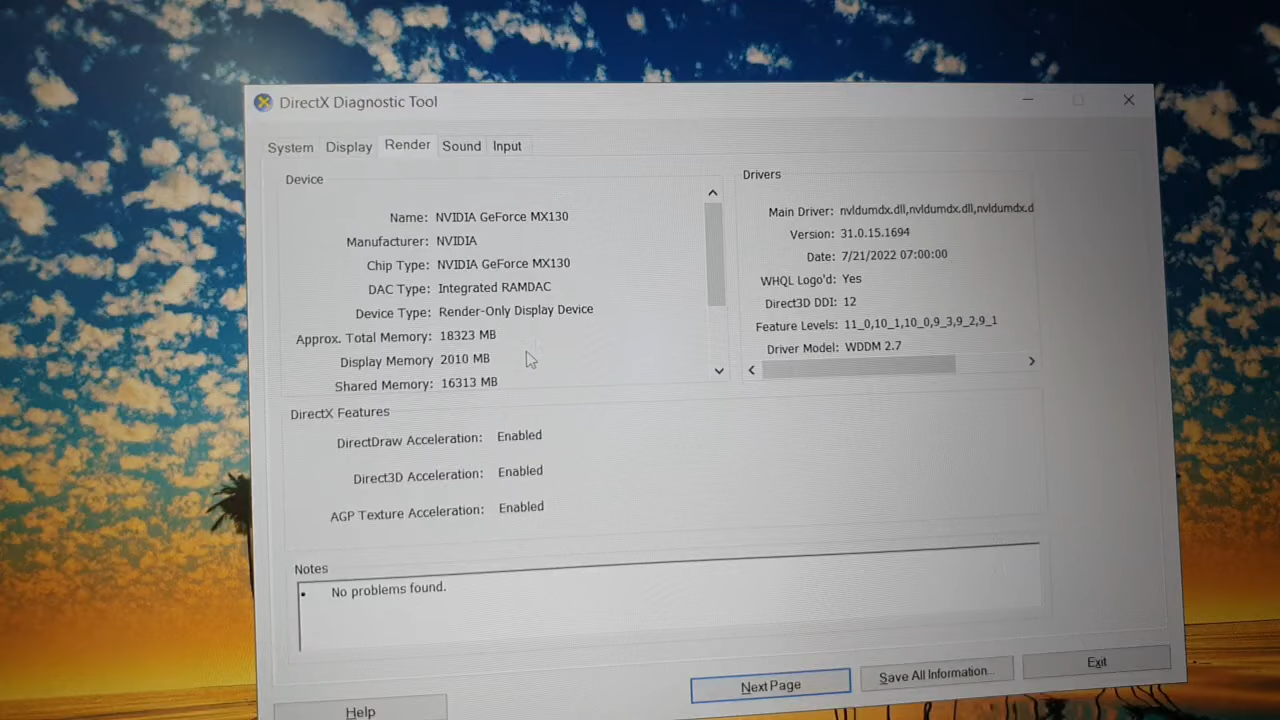 DirectX Diagnostic Tool
System Display Render Sound Input
Device
Name: NVIDIA GeForce MX130
Manufacturer: NVIDIA
Chip Type: NVIDIA GeForce MX130
DAC Type: Integrated RAMDAC
Device Type: Render-Only Display Device
Approx. Total Memory: 18323 MB
Display Memory 2010 MB
Shared Memory: 16313 MB
Drivers
Main Driver: nvldumdx.dll,nvldumdx.dll,nvldumdx.d
Version: 31.0.15.1694
Date: 7/21/2022 07:00:00
WHQL Logo'd: Yes
Direct3D DDI: 12
Feature Levels: 11_0,10_1,10_0,9_3,9_2,9_1
Driver Model: WDDM 2.7
DirectX Features
DirectDraw Acceleration: Enabled
Direct3D Acceleration: Enabled
AGP Texture Acceleration: Enabled
Notes
• No problems found.
Help
Next Page
Save All Information...
Exit